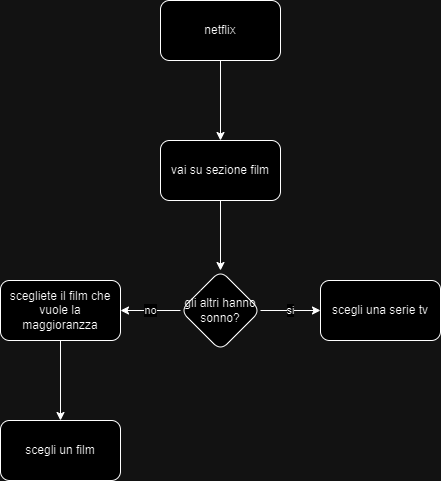 netflix
vai su sezione film
gli altri hanno
sonno?
no
si
scegliete il film che
vuole la
maggioranzza
scegli una serie tv
scegli un film